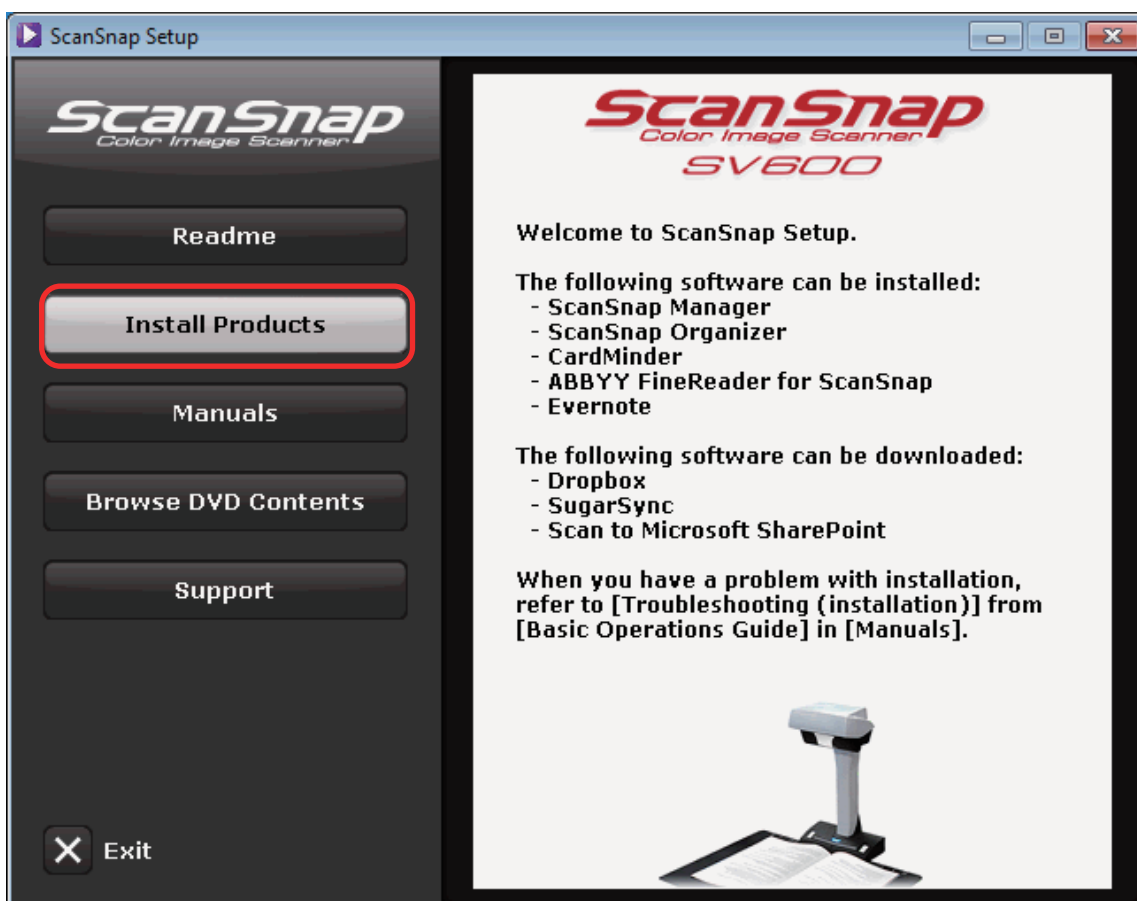 ScanSnap Setup
ScanSnap
Color Image Scanner
Readme
Install Products
Manuals
Browse DVD Contents
Support
Exit
ScanSnap
Color Image Scanner
SV600
Welcome to ScanSnap Setup.
The following software can be installed:
- ScanSnap Manager
- ScanSnap Organizer
- CardMinder
- ABBYY FineReader for ScanSnap
- Evernote
The following software can be downloaded:
- Dropbox
- SugarSync
- Scan to Microsoft SharePoint
When you have a problem with installation,
refer to [Troubleshooting (installation)] from
[Basic Operations Guide] in [Manuals].